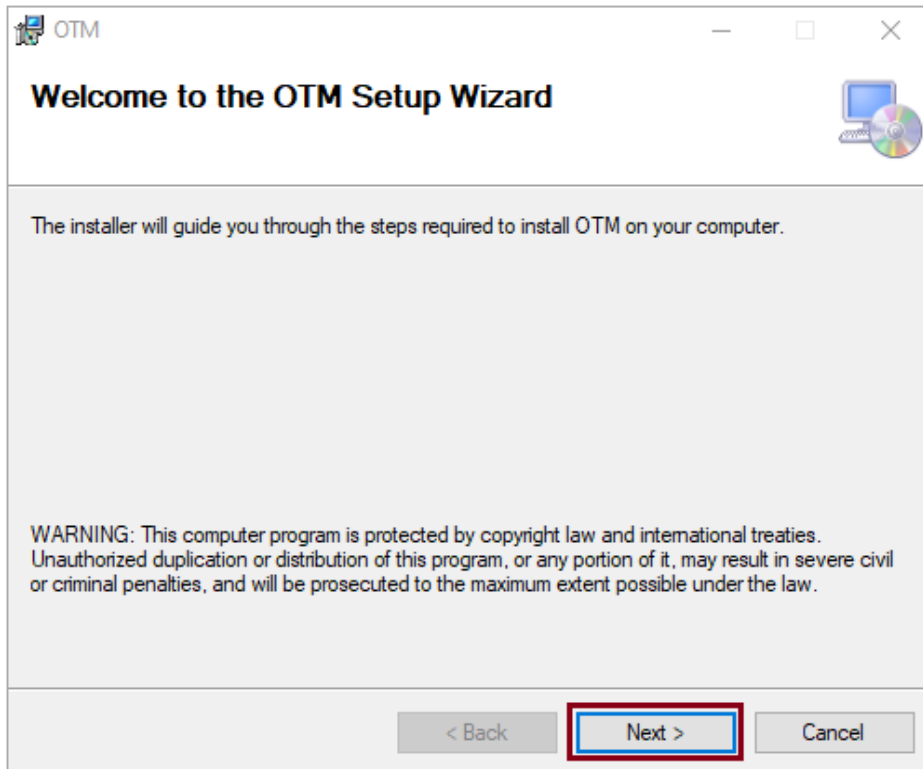 OTM
Welcome to the OTM Setup Wizard
The installer will guide you through the steps required to install OTM on your computer.
WARNING: This computer program is protected by copyright law and international treaties.
Unauthorized duplication or distribution of this program, or any portion of it, may result in severe civil
or criminal penalties, and will be prosecuted to the maximum extent possible under the law.
< Back Next > Cancel